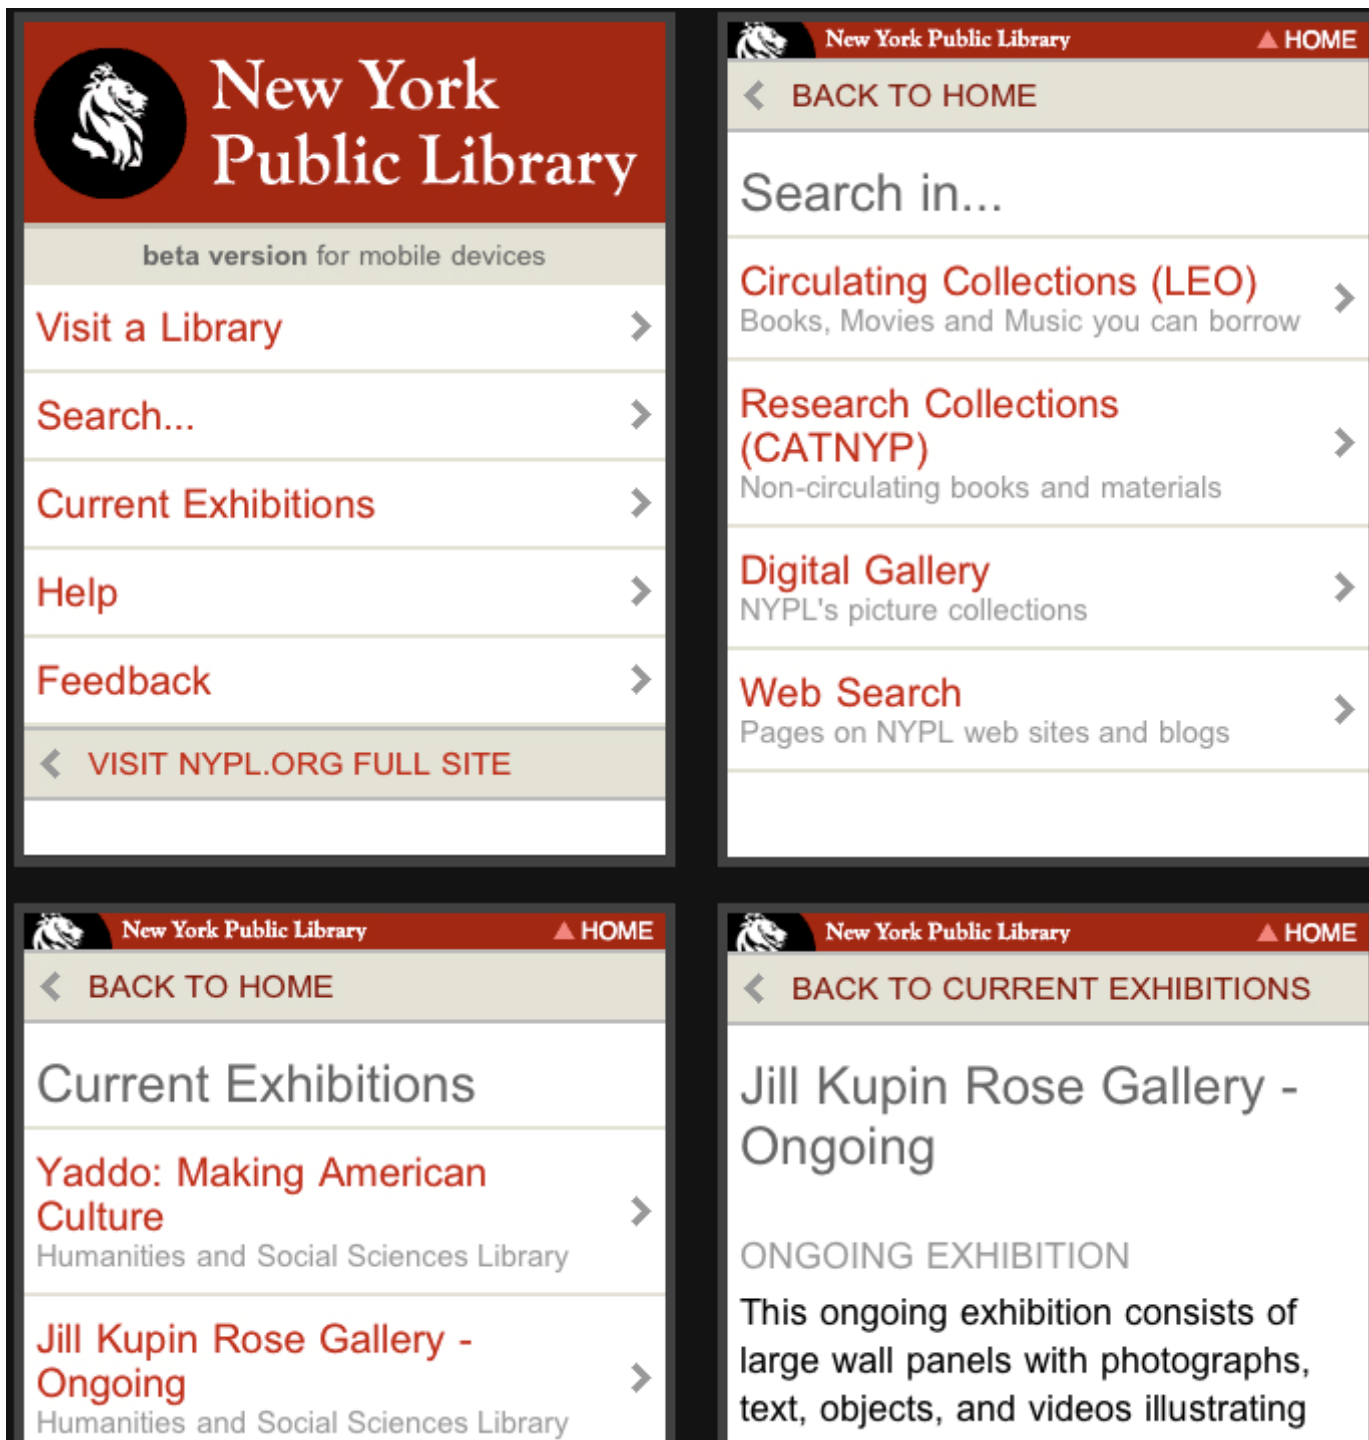 New York
Public Library
beta version for mobile devices
Visit a Library
Search...
Current Exhibitions
Help
Feedback
VISIT NYPL.ORG FULL SITE
New York Public Library
HOME
BACK TO HOME
Search in...
Circulating Collections (LEO)
Books, Movies and Music you can borrow
Research Collections
(CATNYP)
Non-circulating books and materials
Digital Gallery
NYPL's picture collections
Web Search
Pages on NYPL web sites and blogs
New York Public Library
HOME
BACK TO HOME
Current Exhibitions
Yaddo: Making American
Culture
Humanities and Social Sciences Library
Jill Kupin Rose Gallery -
Ongoing
Humanities and Social Sciences Library
New York Public Library
HOME
BACK TO CURRENT EXHIBITIONS
Jill Kupin Rose Gallery -
Ongoing
ONGOING EXHIBITION
This ongoing exhibition consists of
large wall panels with photographs,
text, objects, and videos illustrating